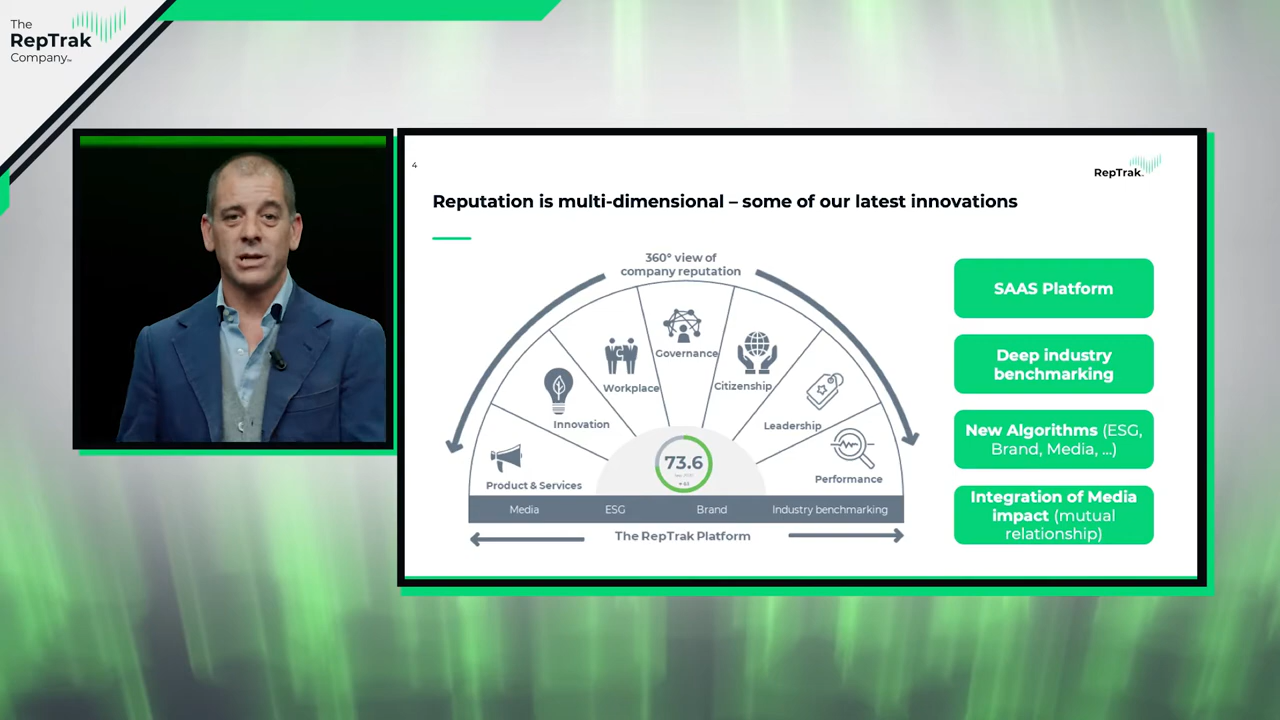 The
RepTrak
Company™
4
RepTrak.
Reputation is multi-dimensional – some of our latest innovations
360° view of
company reputation
Governance
Workplace
Citizenship
Innovation
Leadership
Product & Services
Performance
73.6
Media
ESG
Brand
Industry benchmarking
The RepTrak Platform
SAAS Platform
Deep industry
benchmarking
New Algorithms (ESG,
Brand, Media, ...)
Integration of Media
impact (mutual
relationship)